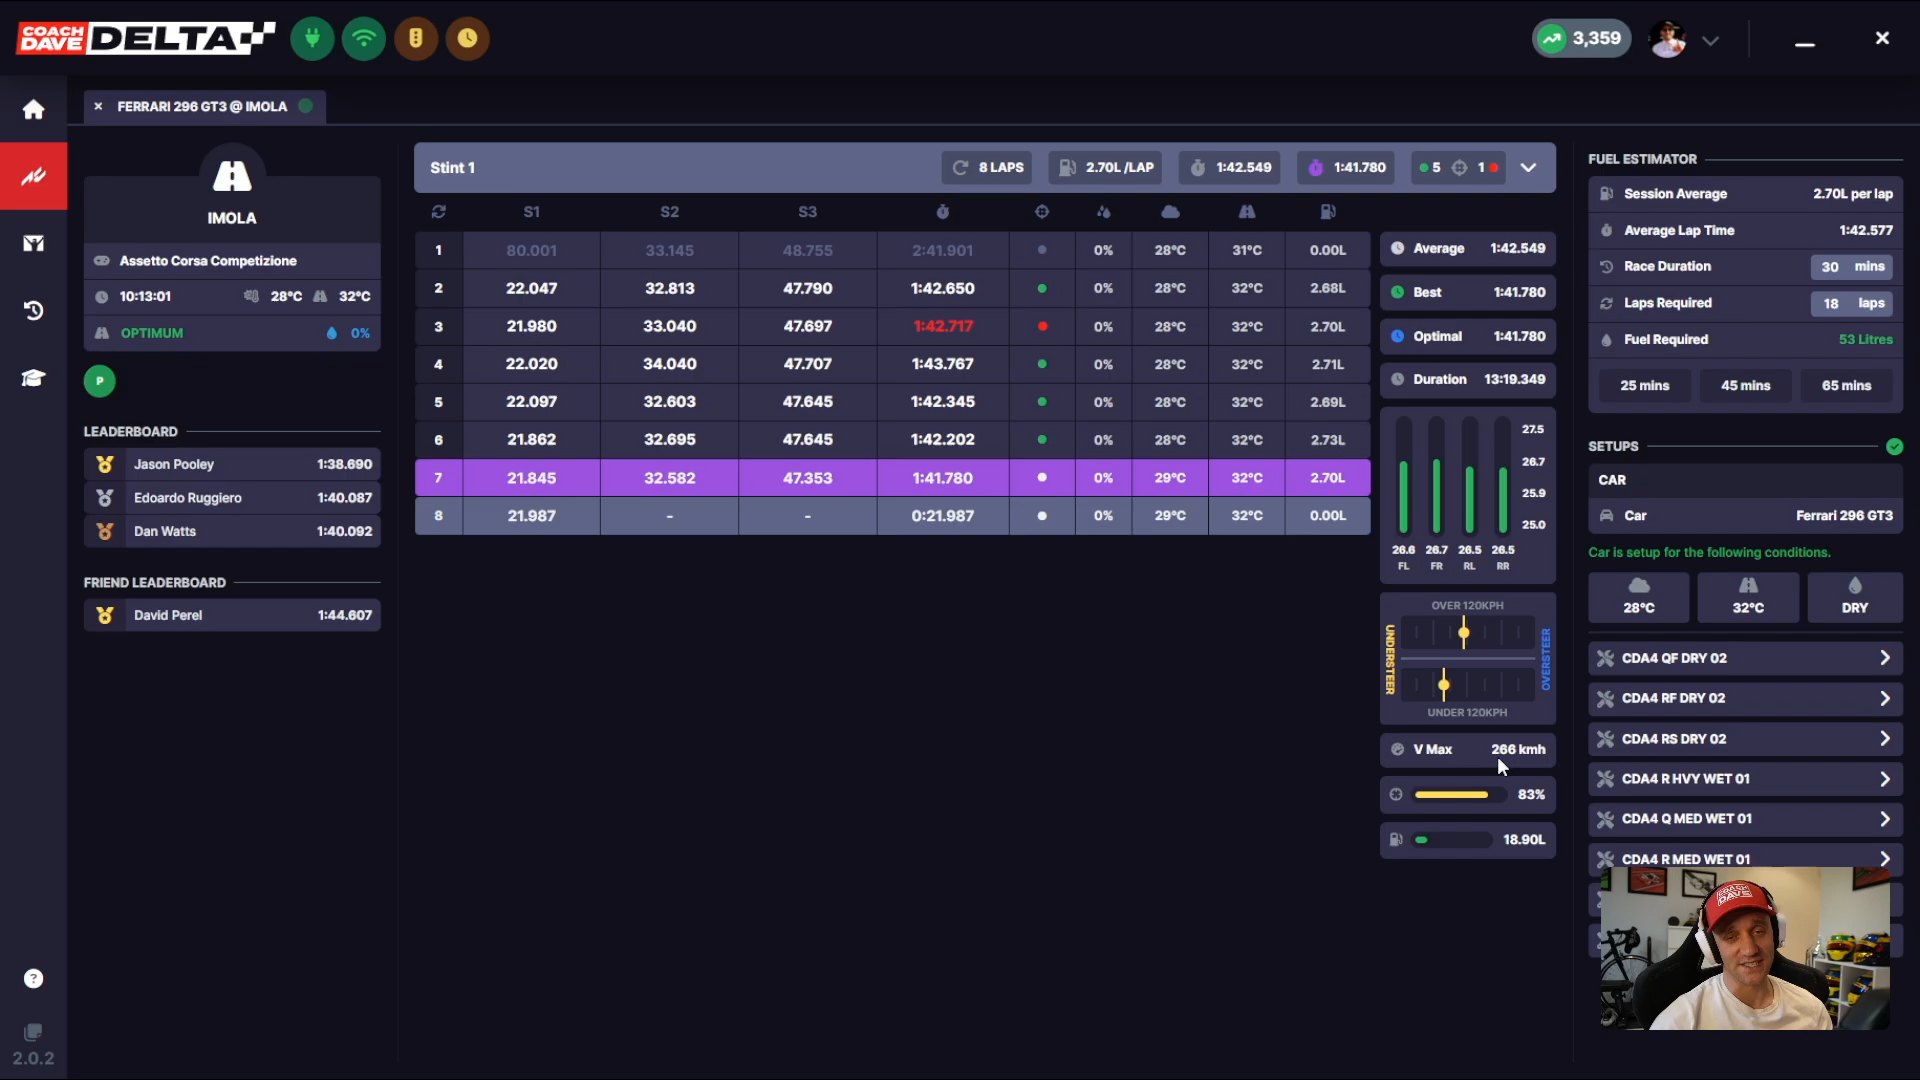 COACH DAVE DELTA
3,359
FERRARI 296 GT3 @ IMOLA
IMOLA
Assetto Corsa Competizione
10:13:01 28°C 32°C
OPTIMUM 0%
P
LEADERBOARD
Jason Pooley 1:38.690
Edoardo Ruggiero 1:40.087
Dan Watts 1:40.092
FRIEND LEADERBOARD
David Perel 1:44.607
2.0.2
Stint 1 8 LAPS 2.70L /LAP 1:42.549 1:41.780 5 1
S1 S2 S3
1 80.001 33.145 48.755 2:41.901 0% 28°C 31°C 0.00L
2 22.047 32.813 47.790 1:42.650 0% 28°C 32°C 2.68L
3 21.980 33.040 47.697 1:42.717 0% 28°C 32°C 2.70L
4 22.020 34.040 47.707 1:43.767 0% 28°C 32°C 2.71L
5 22.097 32.603 47.645 1:42.345 0% 28°C 32°C 2.69L
6 21.862 32.695 47.645 1:42.202 0% 28°C 32°C 2.73L
7 21.845 32.582 47.353 1:41.780 0% 29°C 32°C 2.70L
8 21.987 - - 0:21.987 0% 29°C 32°C 0.00L
Average 1:42.549
Best 1:41.780
Optimal 1:41.780
Duration 13:19.349
27.5
26.7
25.9
25.0
26.6 26.7 26.5 26.5
FL FR RL RR
OVER 120KPH
UNDERSTEER
OVERSTEER
UNDER 120KPH
V Max 266 kmh
83%
18.90L
FUEL ESTIMATOR
Session Average 2.70L per lap
Average Lap Time 1:42.577
Race Duration 30 mins
Laps Required 18 laps
Fuel Required 53 Litres
25 mins 45 mins 65 mins
SETUPS
CAR
Car Ferrari 296 GT3
Car is setup for the following conditions.
28°C 32°C DRY
CDA4 QF DRY 02
CDA4 RF DRY 02
CDA4 RS DRY 02
CDA4 R HVY WET 01
CDA4 Q MED WET 01
CDA4 R MED WET 01
COACH
DAVE